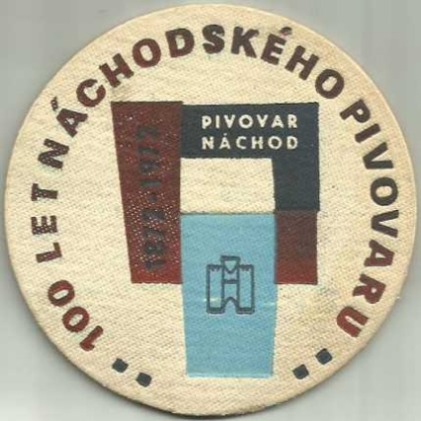 100 LET NÁCHODSKÉHO PIVOVARU
PIVOVAR
NÁCHOD
1872-1972